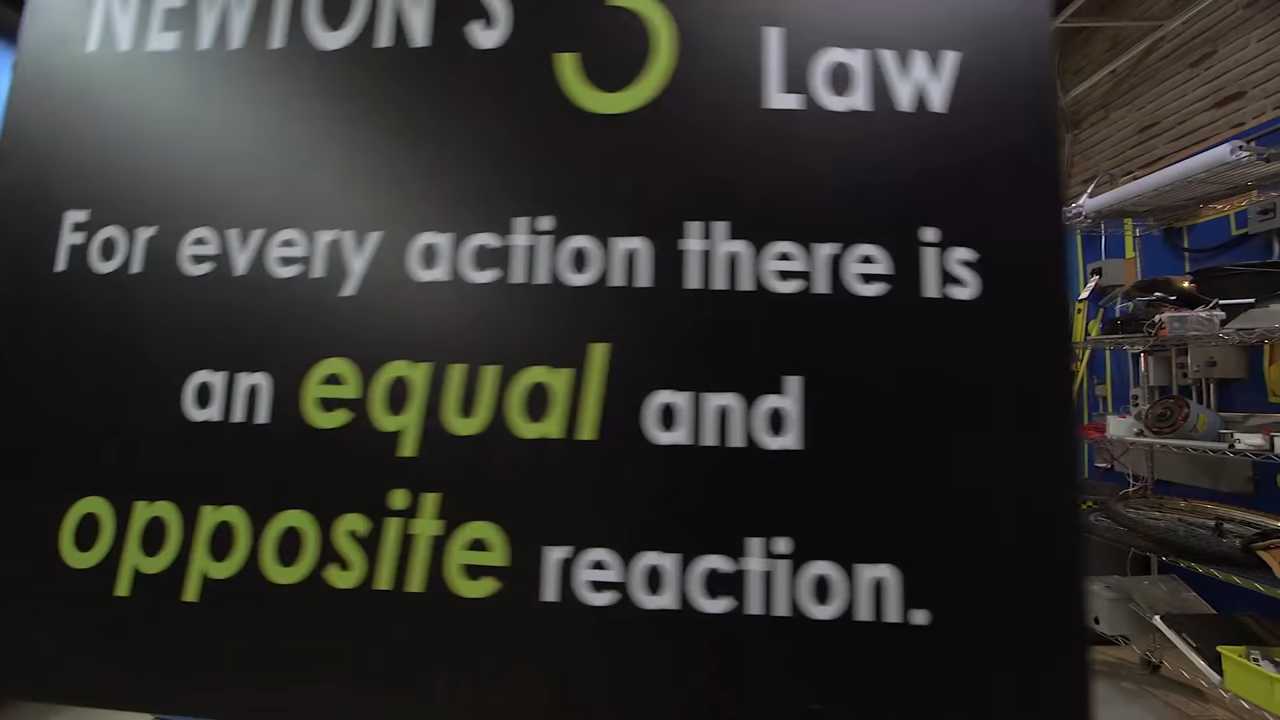 NEWTON'S 3 Law
For every action there is
an equal and
opposite reaction.